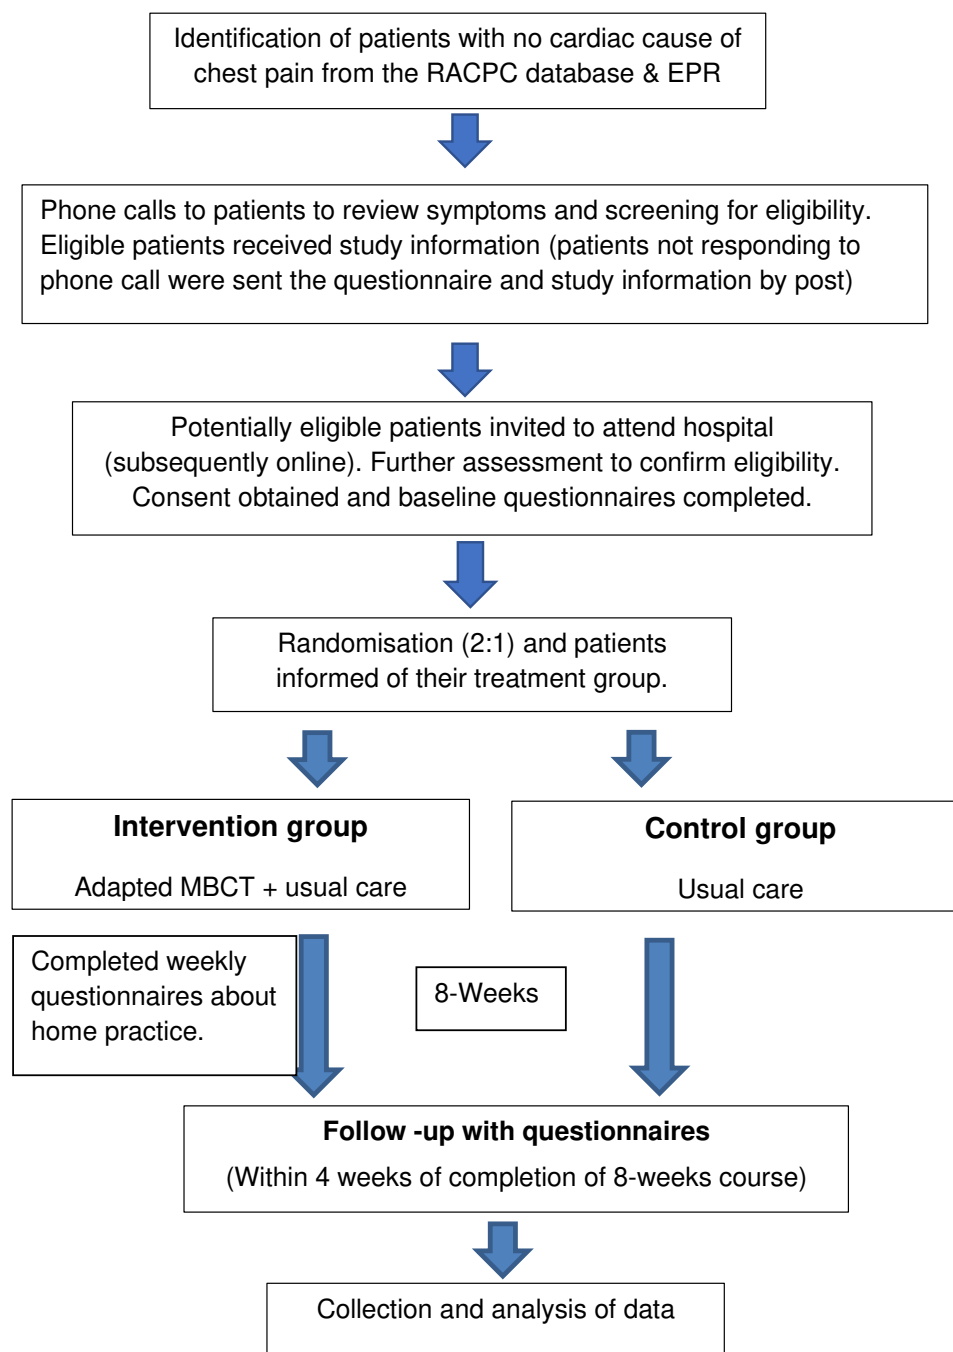 Identification of patients with no cardiac cause of
chest pain from the RACPC database & EPR
Phone calls to patients to review symptoms and screening for eligibility.
Eligible patients received study information (patients not responding to
phone call were sent the questionnaire and study information by post)
Potentially eligible patients invited to attend hospital
(subsequently online). Further assessment to confirm eligibility.
Consent obtained and baseline questionnaires completed.
Randomisation (2:1) and patients
informed of their treatment group.
Intervention group
Adapted MBCT + usual care
Control group
Usual care
Completed weekly
questionnaires about
home practice.
8-Weeks
Follow -up with questionnaires
(Within 4 weeks of completion of 8-weeks course)
Collection and analysis of data